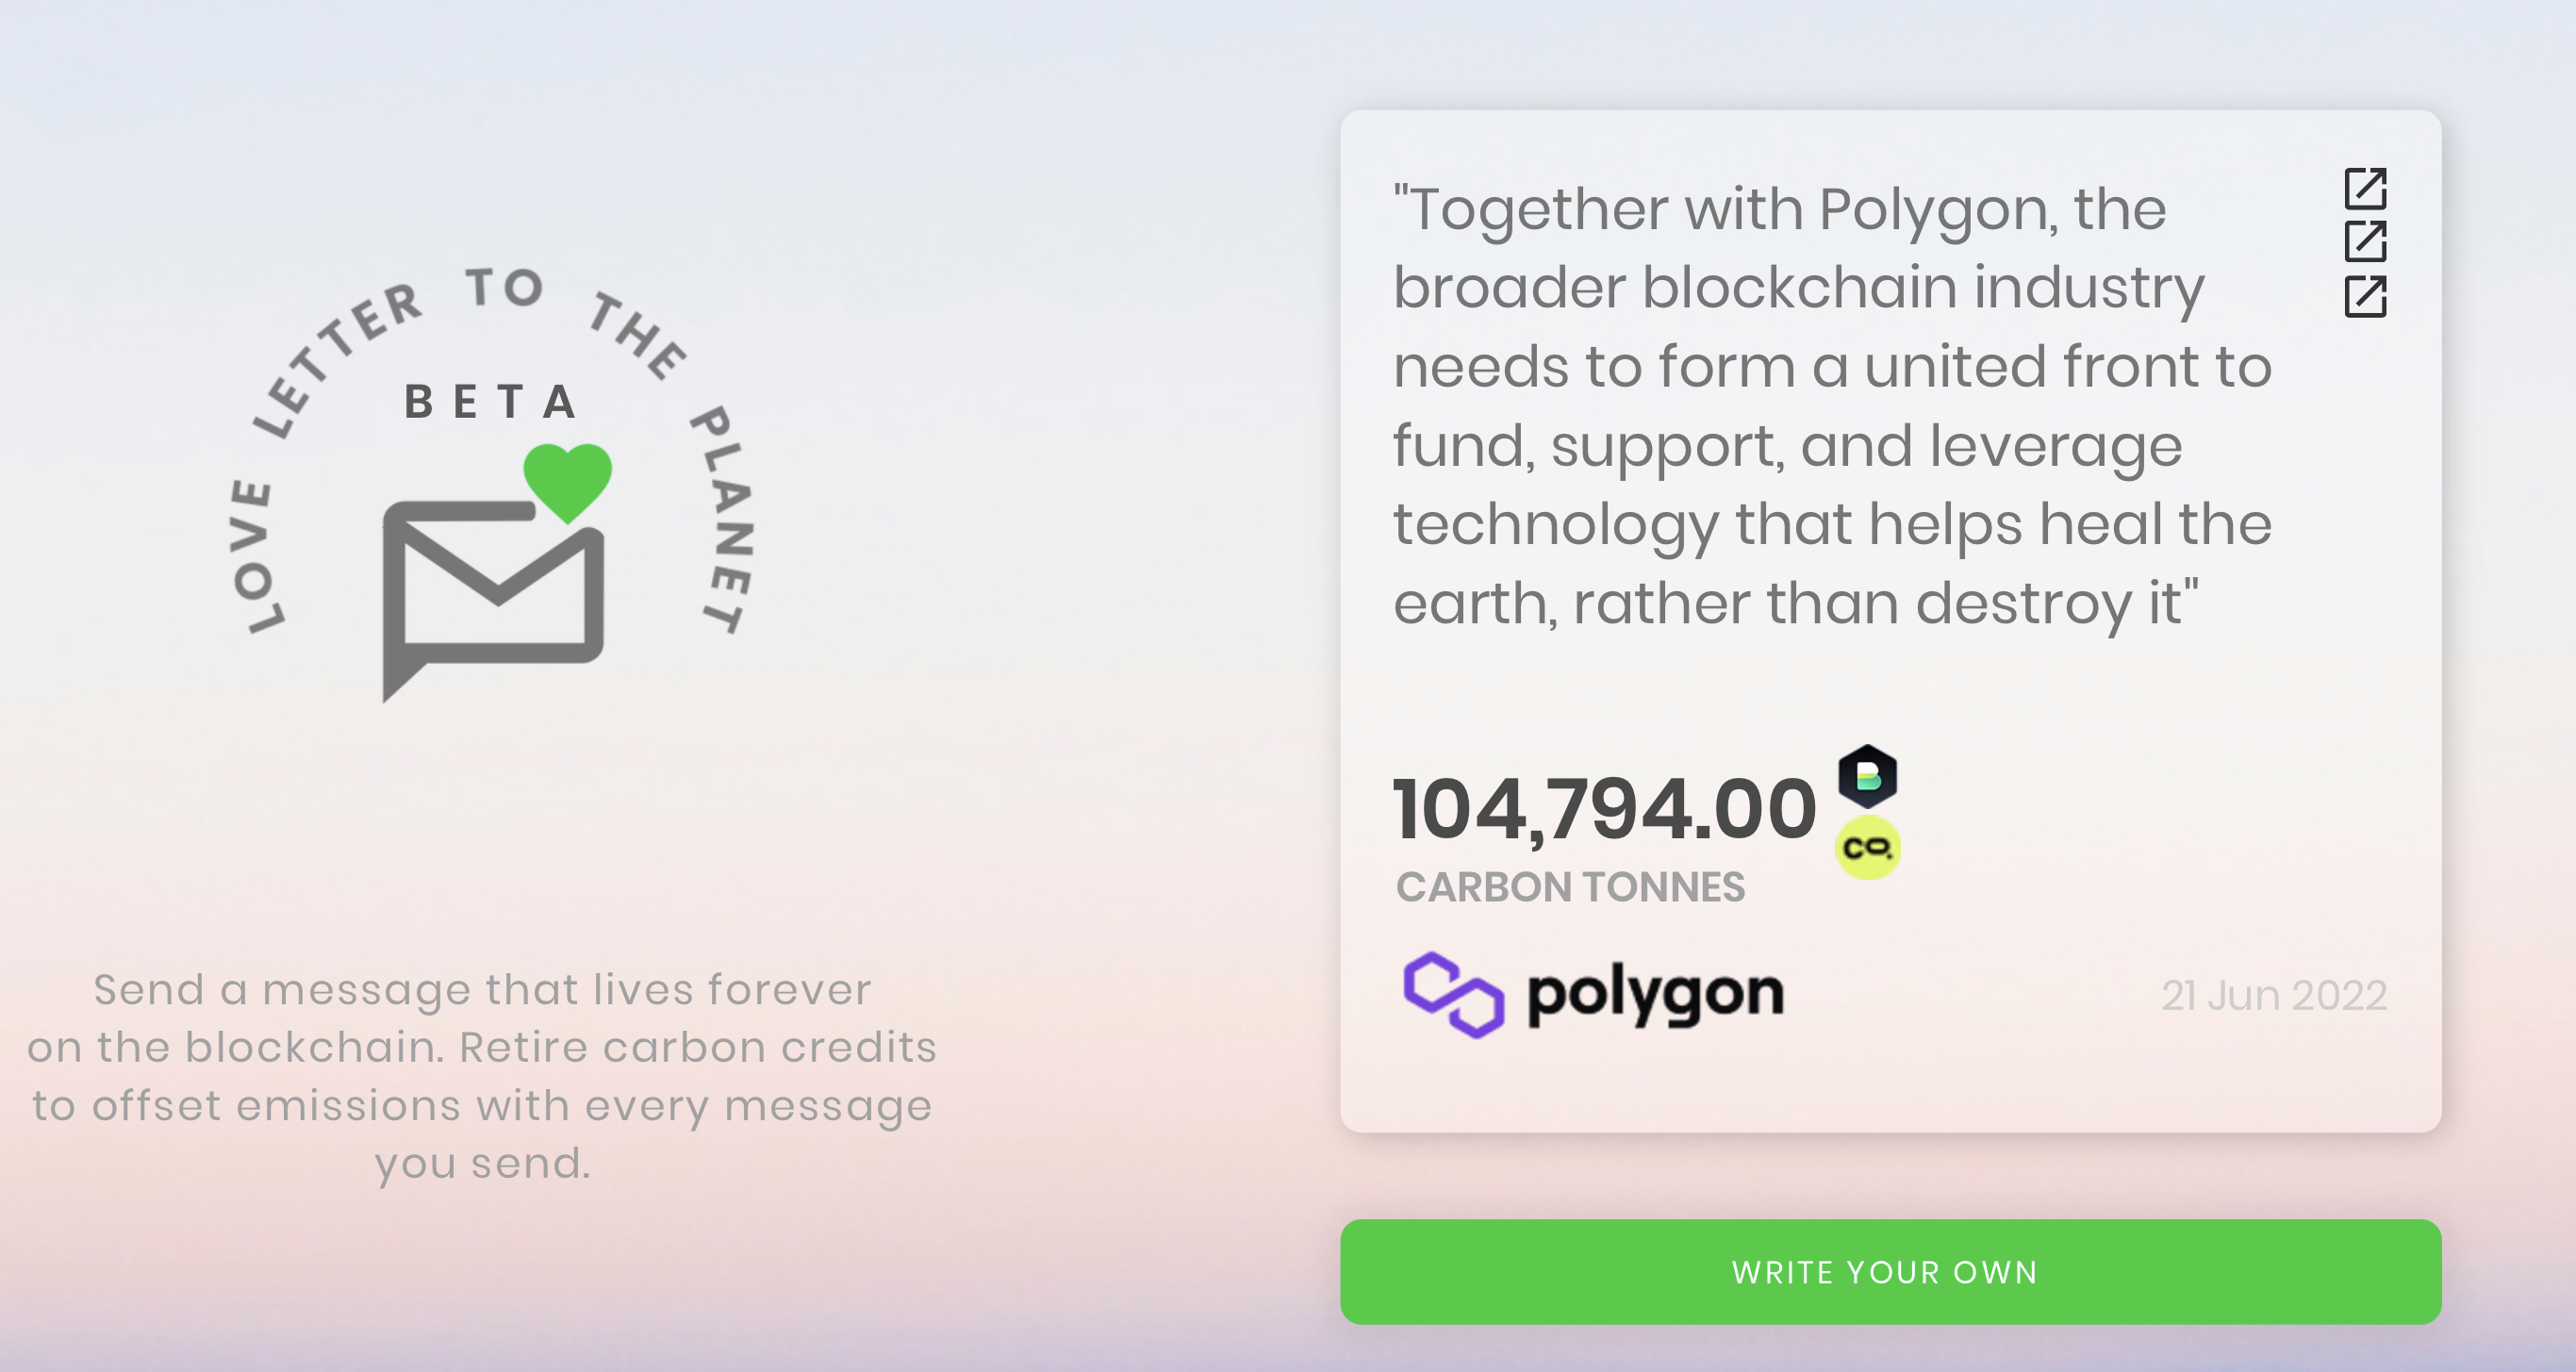 LOVE LETTER TO THE PLANET
BETA
Send a message that lives forever
on the blockchain. Retire carbon credits
to offset emissions with every message
you send.
"Together with Polygon, the
broader blockchain industry
needs to form a united front to
fund, support, and leverage
technology that helps heal the
earth, rather than destroy it"
104,794.00
B
CO.
CARBON TONNES
polygon
21 Jun 2022
WRITE YOUR OWN